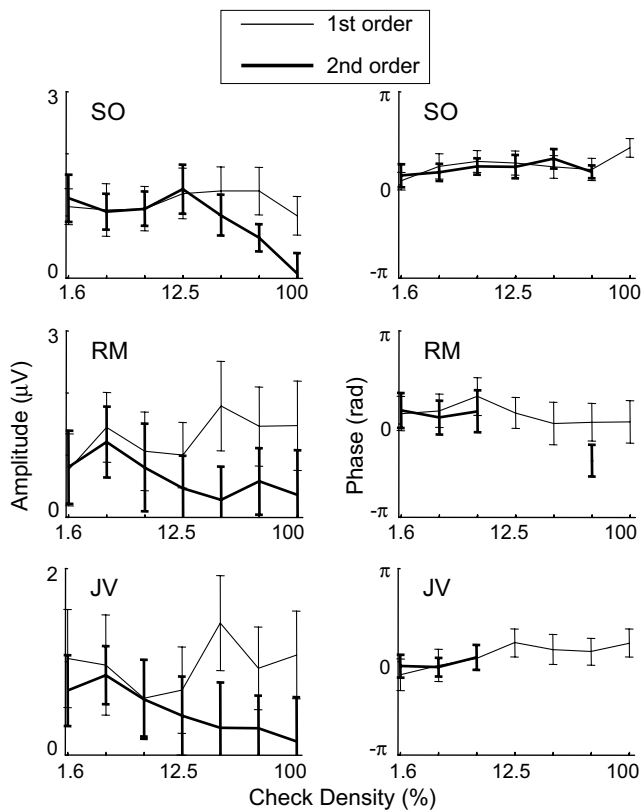 1st order
2nd order
3
SO
0
1.6 12.5 100
π
SO
0
-π
1.6 12.5 100
3
RM
0
1.6 12.5 100
π
RM
0
-π
1.6 12.5 100
2
JV
0
1.6 12.5 100
π
JV
0
-π
1.6 12.5 100
Amplitude (μV)
Phase (rad)
Check Density (%)